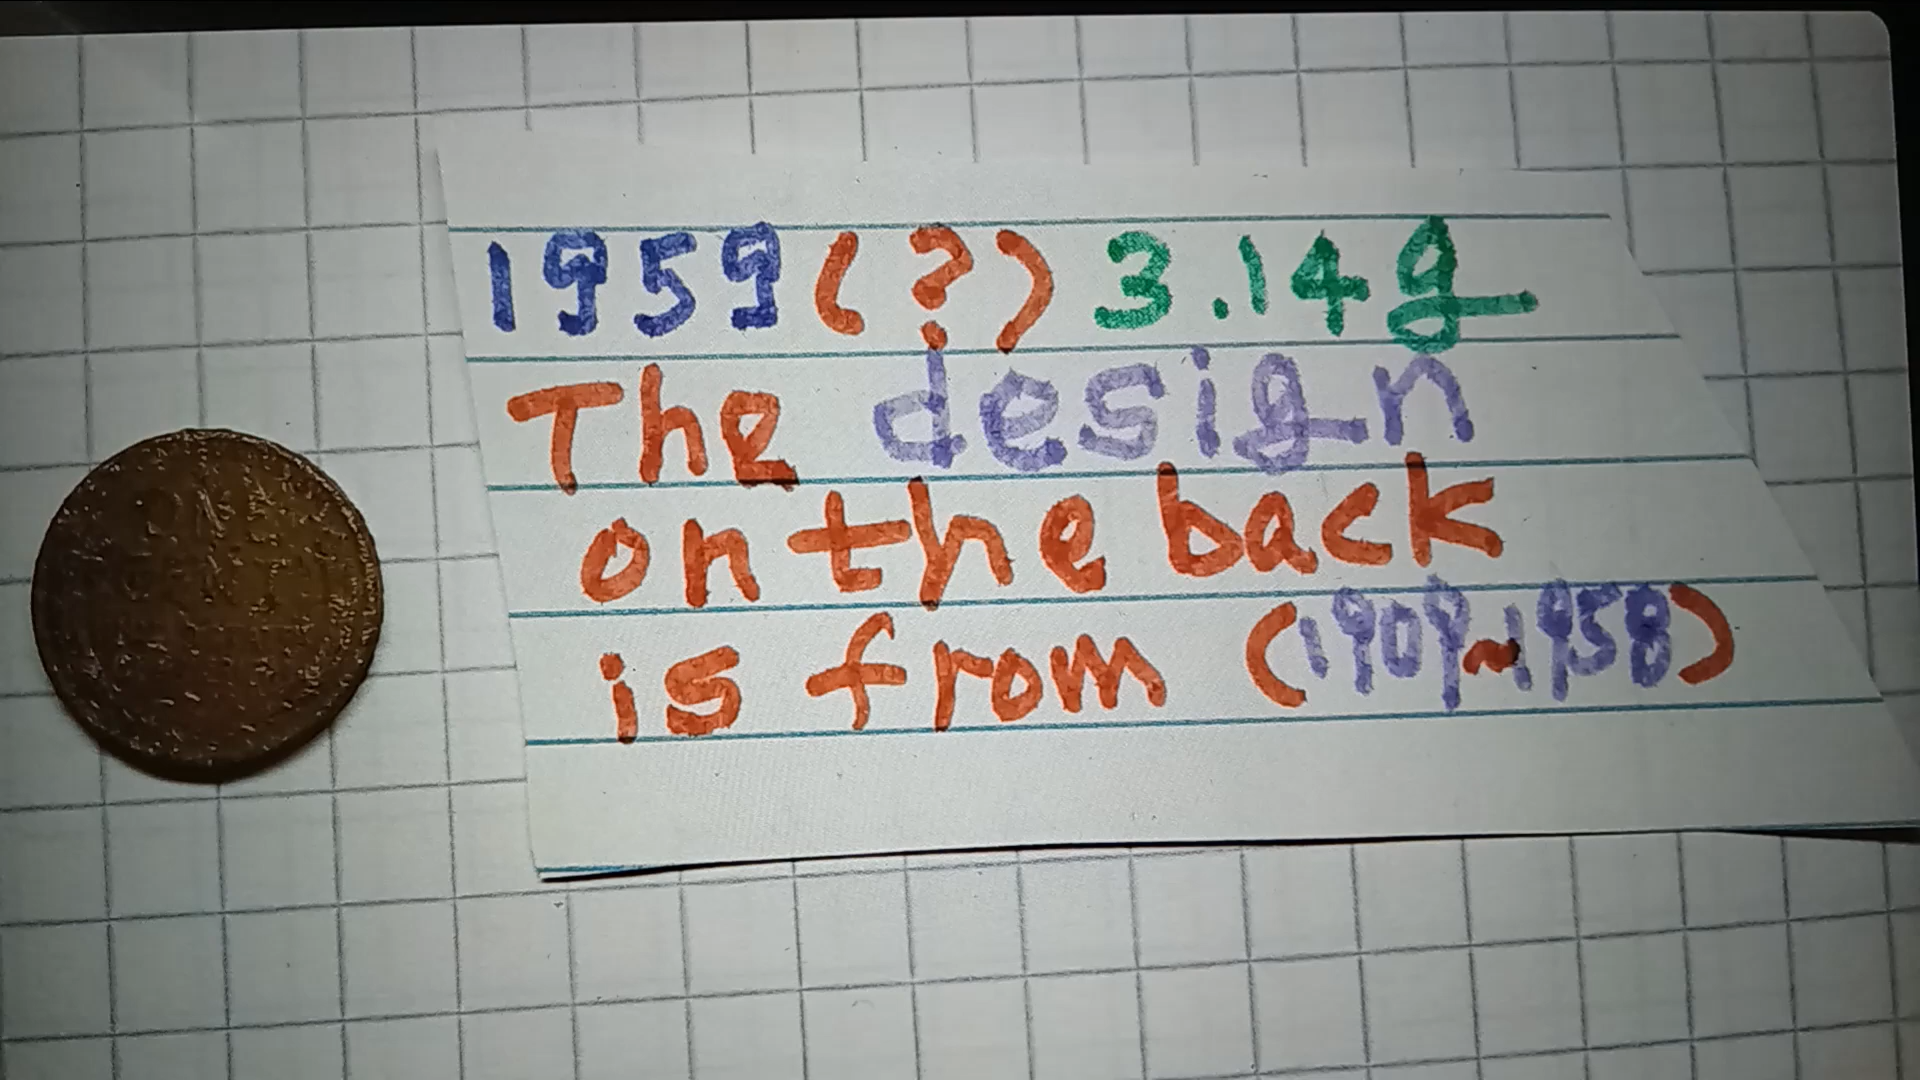 1959(?) 3.14g
The design
on the back
is from (1909~1958)